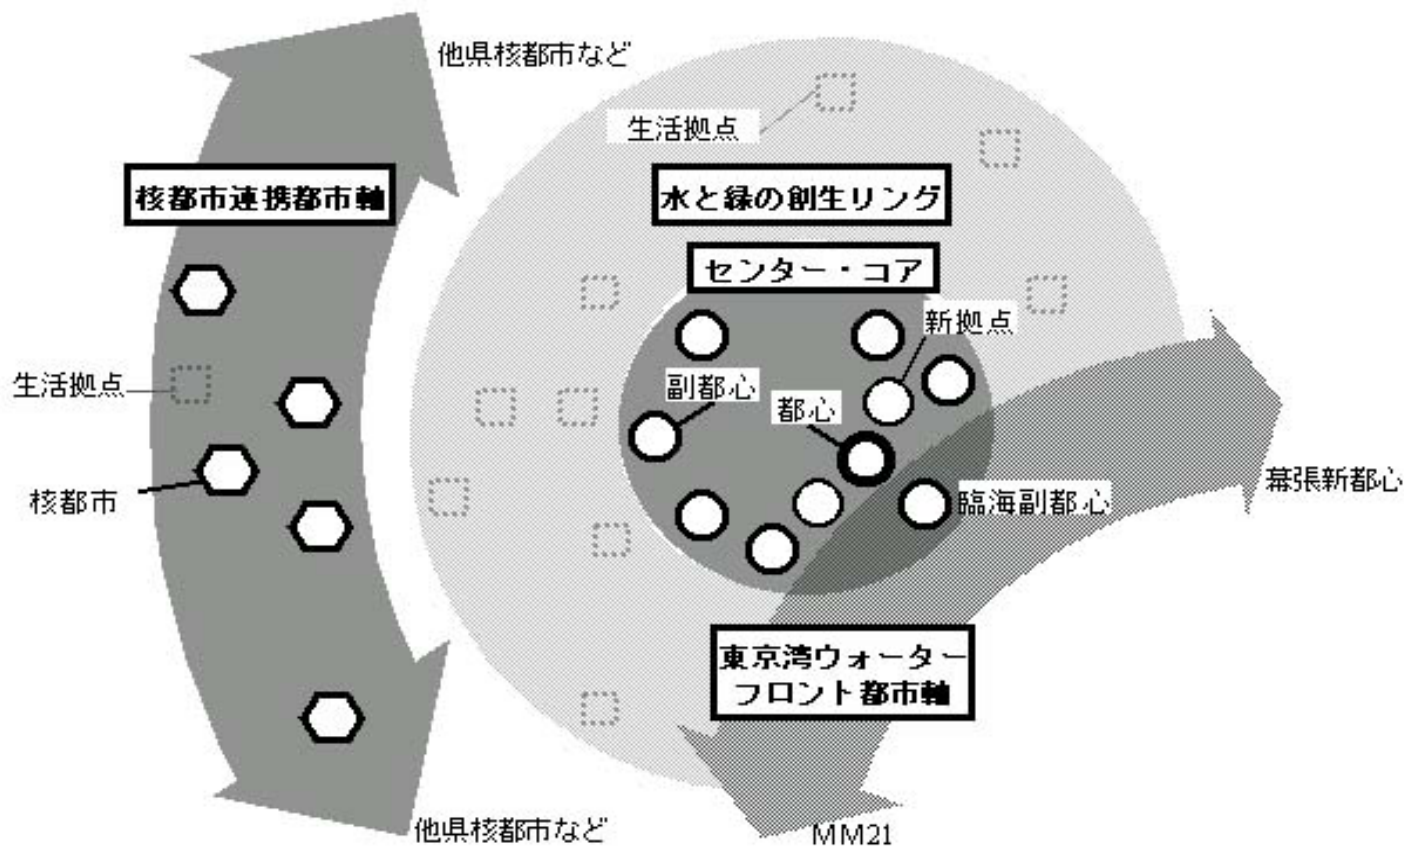 他県核都市など
生活拠点
核都市連携都市軸
水と緑の創生リング
センター・コア
新拠点
生活拠点
副都心
都心
核都市
臨海副都心
幕張新都心
東京湾ウォーター
フロント都市軸
他県核都市など
MM21